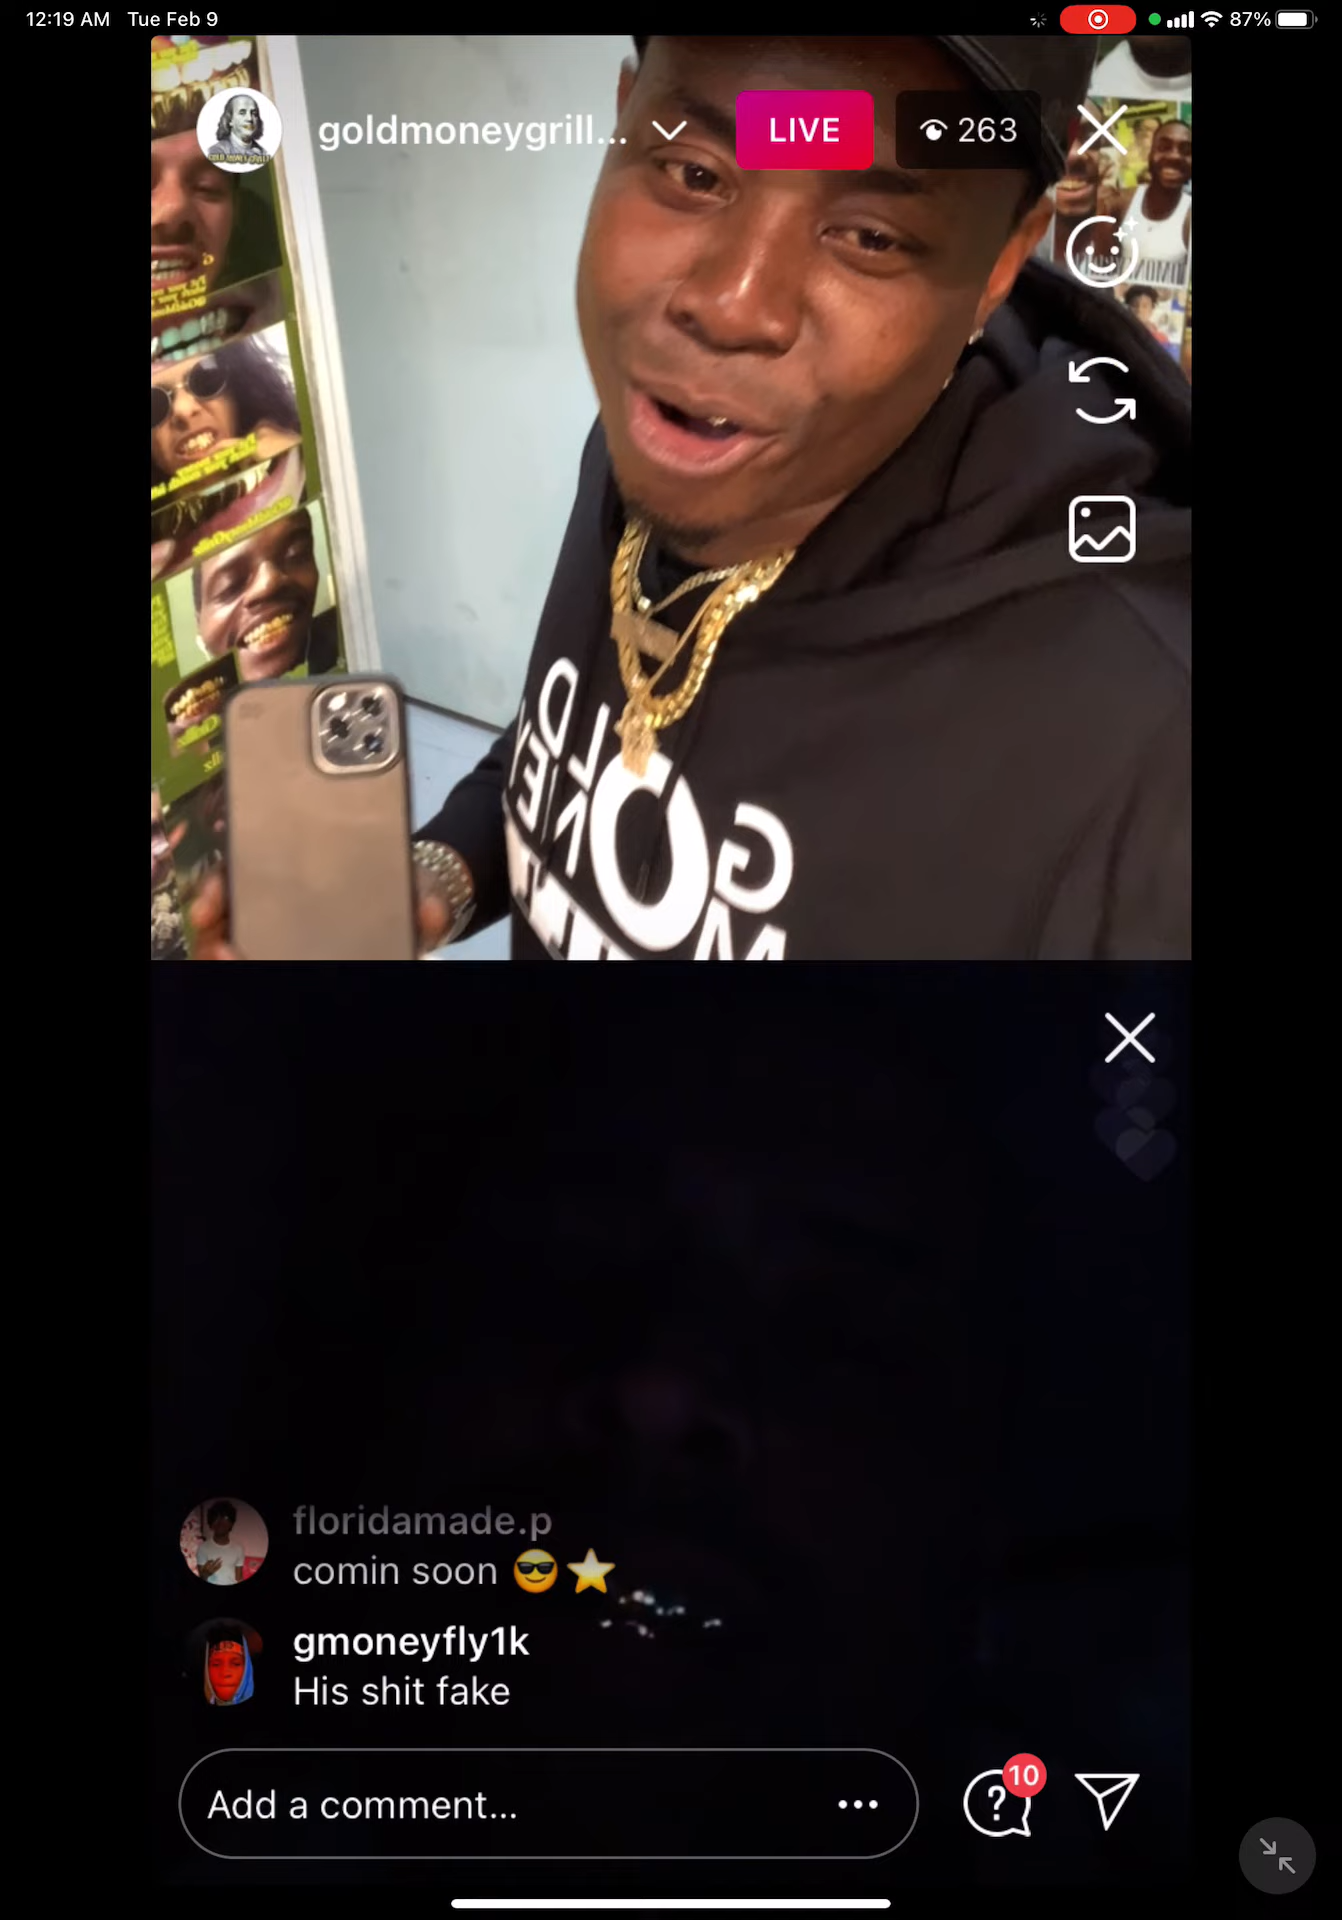 12:19 AM Tue Feb 9
87%
goldmoneygrill...
LIVE
263
GOLD
floridamade.p
comin soon 😎⭐
gmoneyfly1k
His shit fake
Add a comment...
10